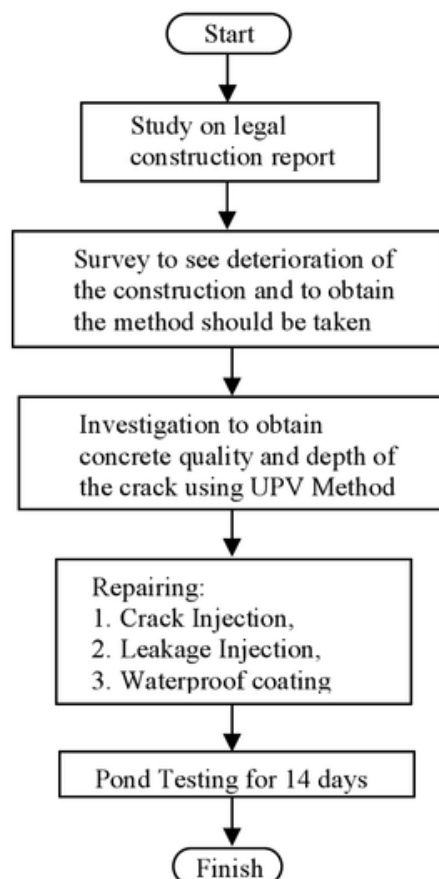 Start
Study on legal
construction report
Survey to see deterioration of
the construction and to obtain
the method should be taken
Investigation to obtain
concrete quality and depth of
the crack using UPV Method
Repairing:
1. Crack Injection,
2. Leakage Injection,
3. Waterproof coating
Pond Testing for 14 days
Finish